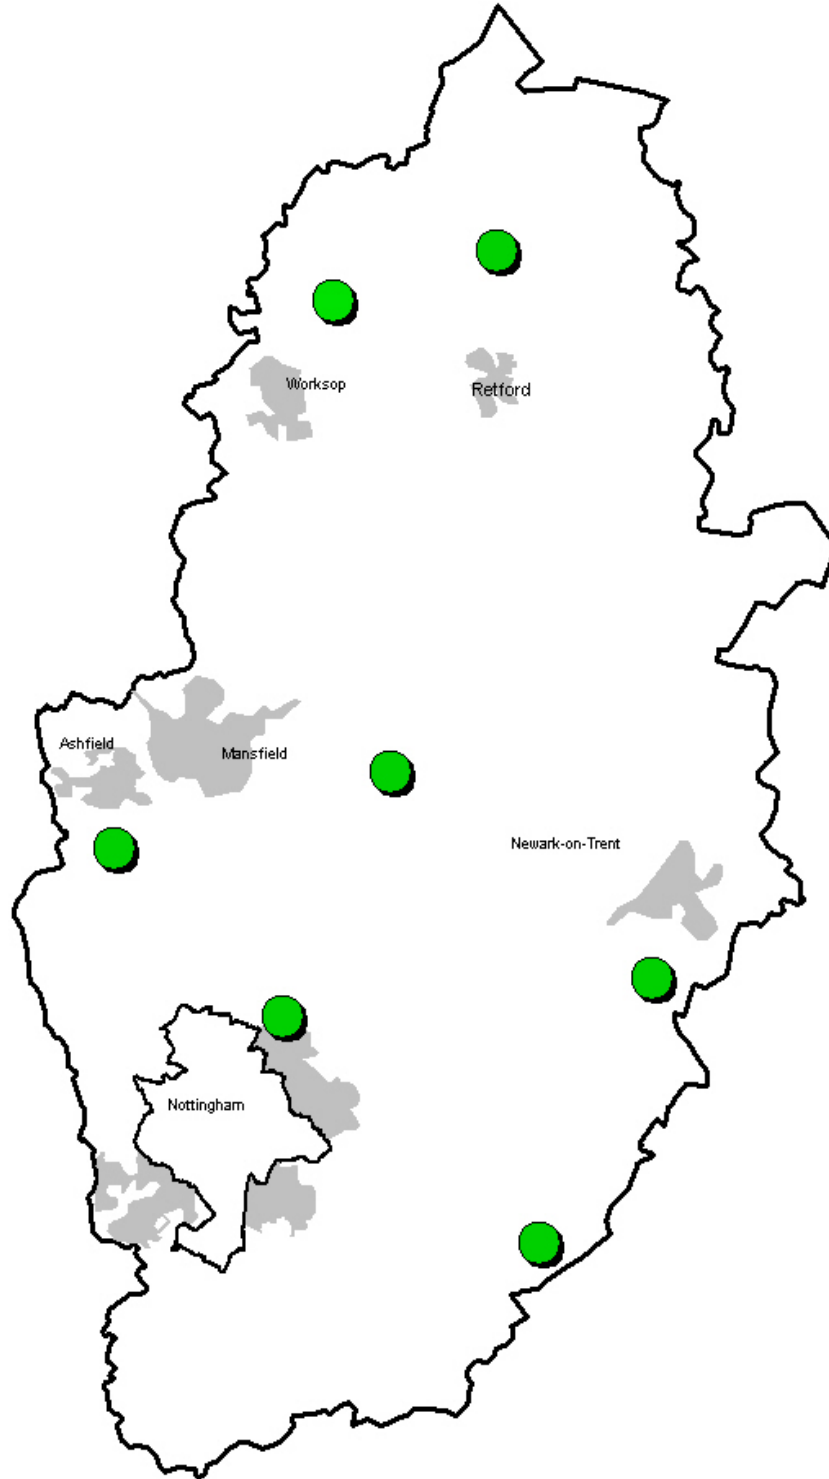 Worksop
Retford
Ashfield
Mansfield
Newark-on-Trent
Nottingham